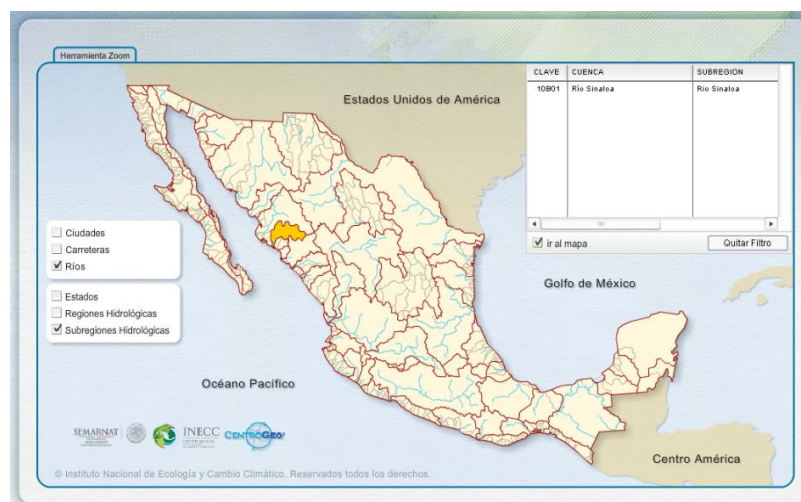 Herramienta Zoom
CLAVE CUENCA SUBREGION
10B01 Río Sinaloa Río Sinaloa
Estados Unidos de América
Ciudades
Carreteras
Ríos
ir al mapa
Quitar Filtro
Estados
Regiones Hidrológicas
Subregiones Hidrológicas
Golfo de México
Océano Pacífico
SEMARNAT
INECC
CENTROGEO
Centro América
© Instituto Nacional de Ecología y Cambio Climático. Reservados todos los derechos.